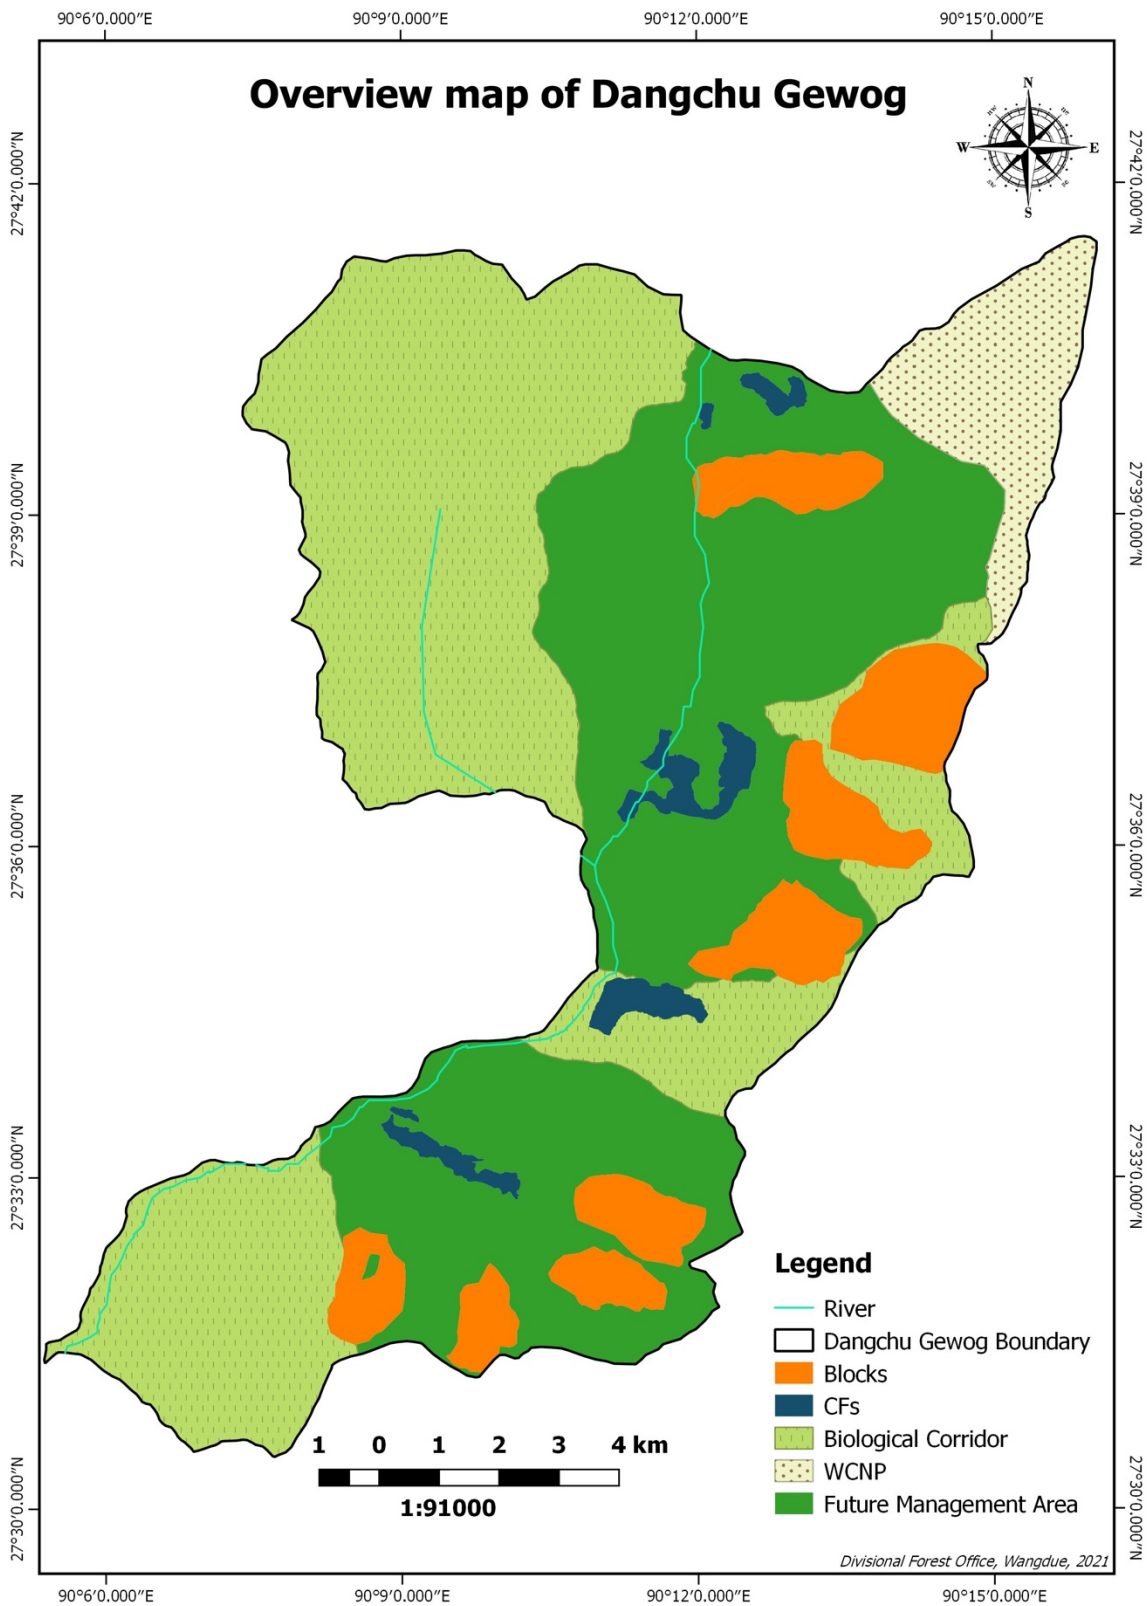 90°6'0.000"E 90°9'0.000"E 90°12'0.000"E 90°15'0.000"E
Overview map of Dangchu Gewog
N
W E
S
27°42'0.000"N 27°42'0.000"N
27°39'0.000"N 27°39'0.000"N
27°36'0.000"N 27°36'0.000"N
27°33'0.000"N 27°33'0.000"N
Legend
River
Dangchu Gewog Boundary
Blocks
CFs
Biological Corridor
WCNP
Future Management Area
1 0 1 2 3 4 km
1:91000
27°30'0.000"N 27°30'0.000"N
Divisional Forest Office, Wangdue, 2021
90°6'0.000"E 90°9'0.000"E 90°12'0.000"E 90°15'0.000"E